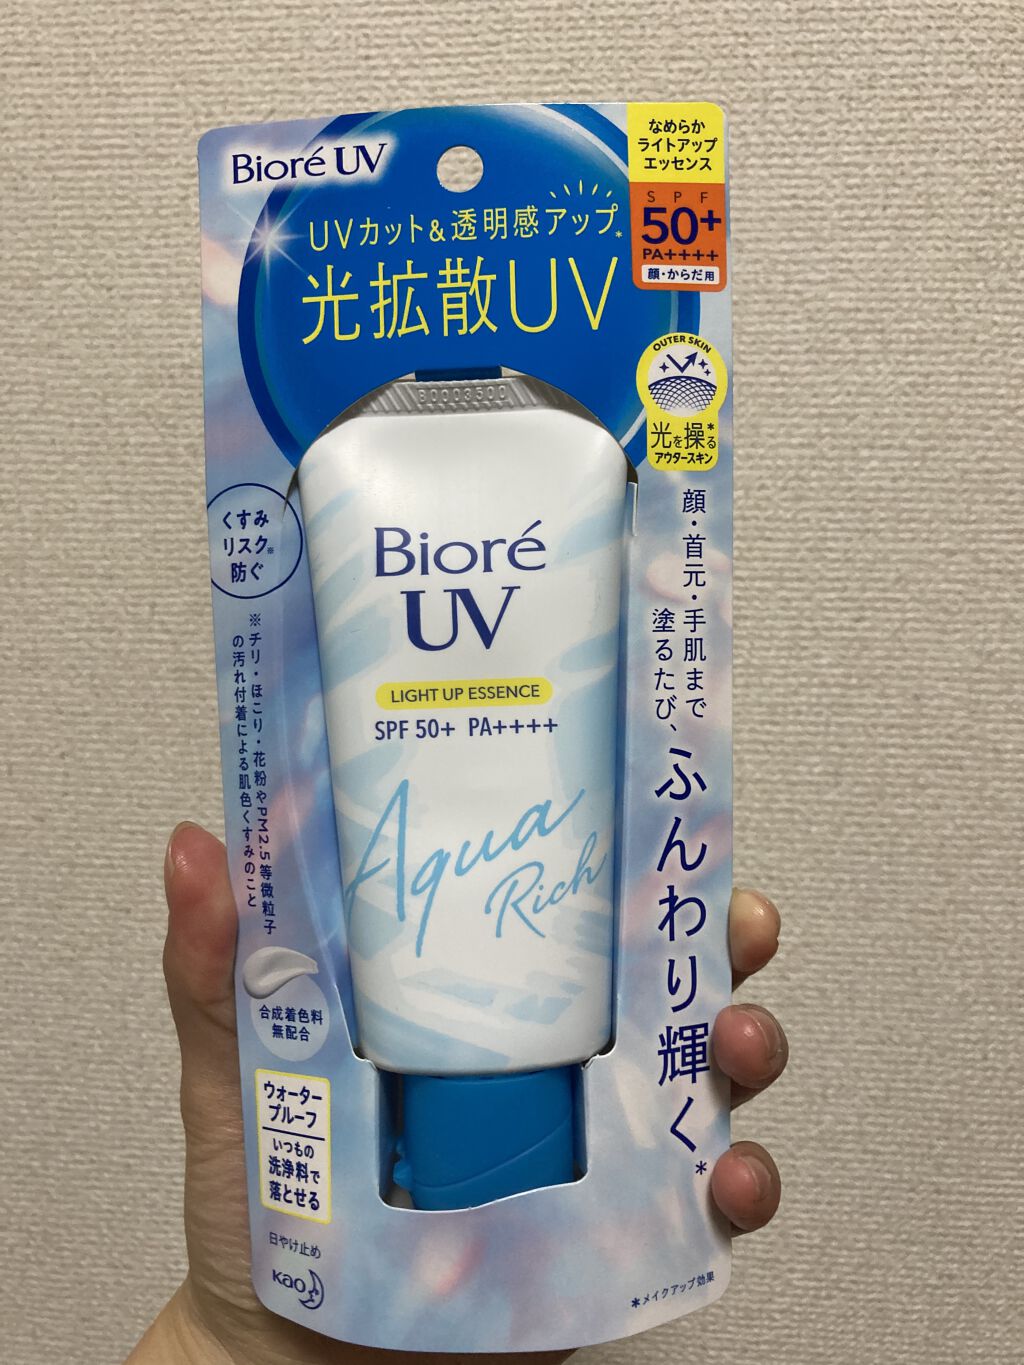 Bioré UV
UVカット&透明感アップ*
光拡散UV
なめらか
ライトアップ
エッセンス
SPF
50+
PA++++
顔・からだ用
OUTER SKIN
光を操る*
アウタースキン
くすみ
リスク※
防ぐ
※チリ・ほこり・花粉やPM2.5等微粒子
の汚れ付着による肌色くすみのこと
顔・首元・手肌まで
塗るたび、
ふんわり輝く*
B0003500
Bioré
UV
LIGHT UP ESSENCE
SPF 50+ PA++++
Aqua
Rich
合成着色料
無配合
ウォーター
プルーフ
いつもの
洗浄料で
落とせる
日やけ止め
Kao
*メイクアップ効果